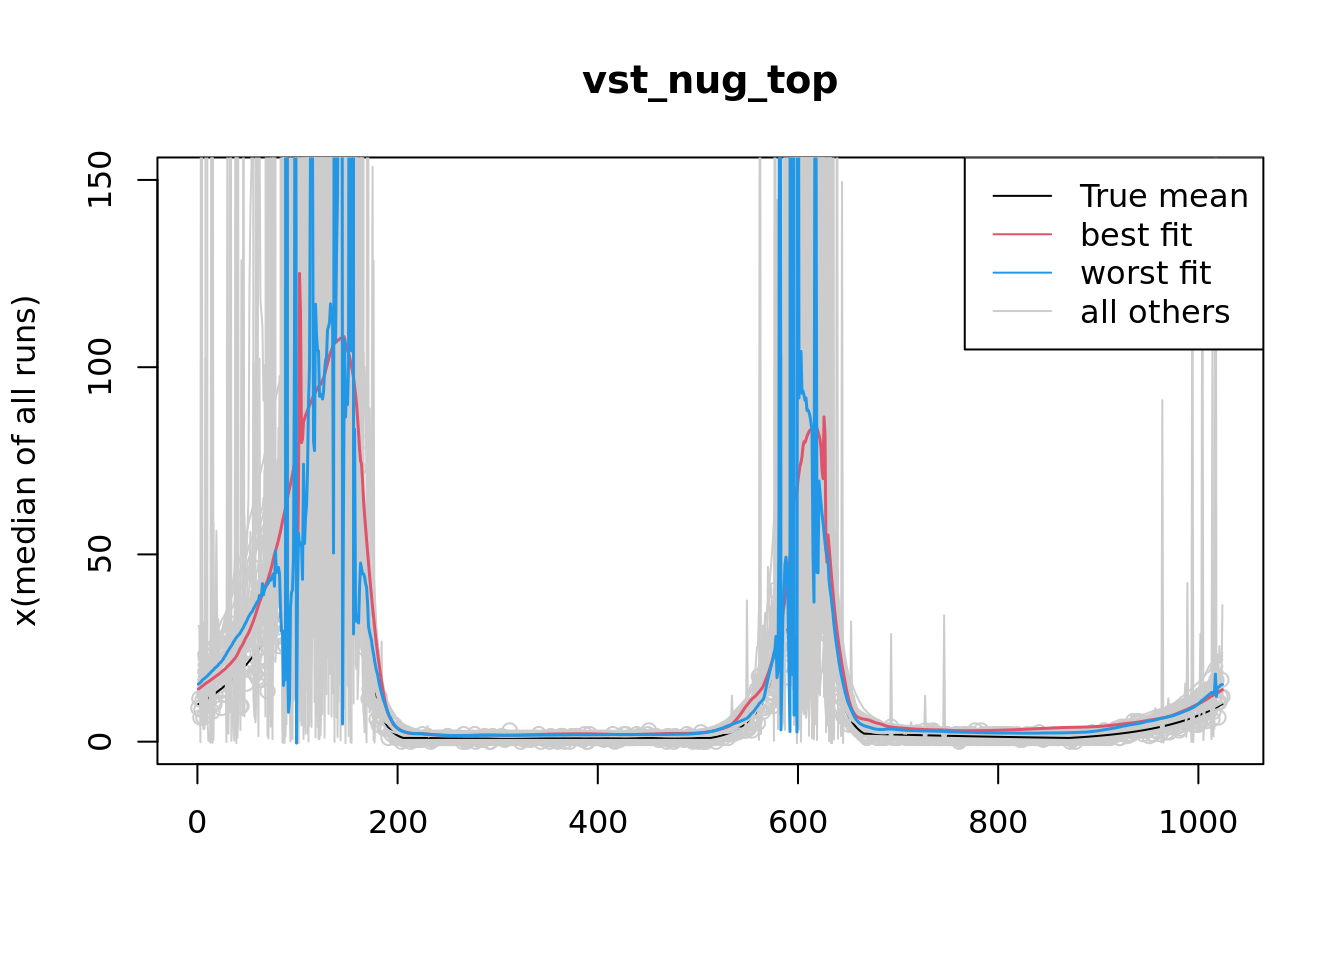 vst_nug_top
x(median of all runs)
150
100
50
0
True mean
best fit
worst fit
all others
0 200 400 600 800 1000